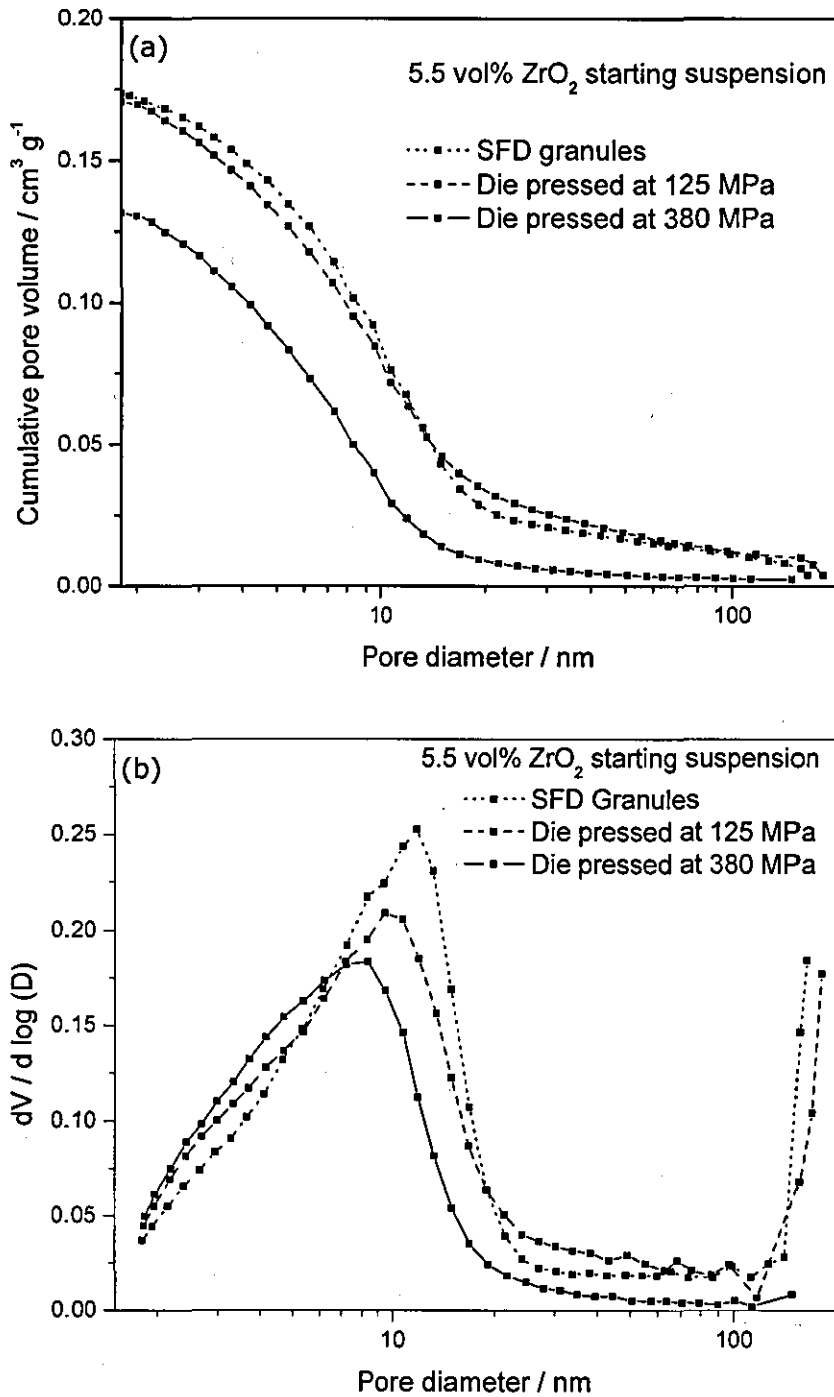 (a)
5.5 vol% ZrO₂ starting suspension
SFD granules
Die pressed at 125 MPa
Die pressed at 380 MPa
0.20
0.15
0.10
0.05
0.00
Cumulative pore volume / cm³ g⁻¹
10
100
Pore diameter / nm
(b)
5.5 vol% ZrO₂ starting suspension
SFD Granules
Die pressed at 125 MPa
Die pressed at 380 MPa
0.30
0.25
0.20
0.15
0.10
0.05
0.00
dV / d log (D)
10
100
Pore diameter / nm